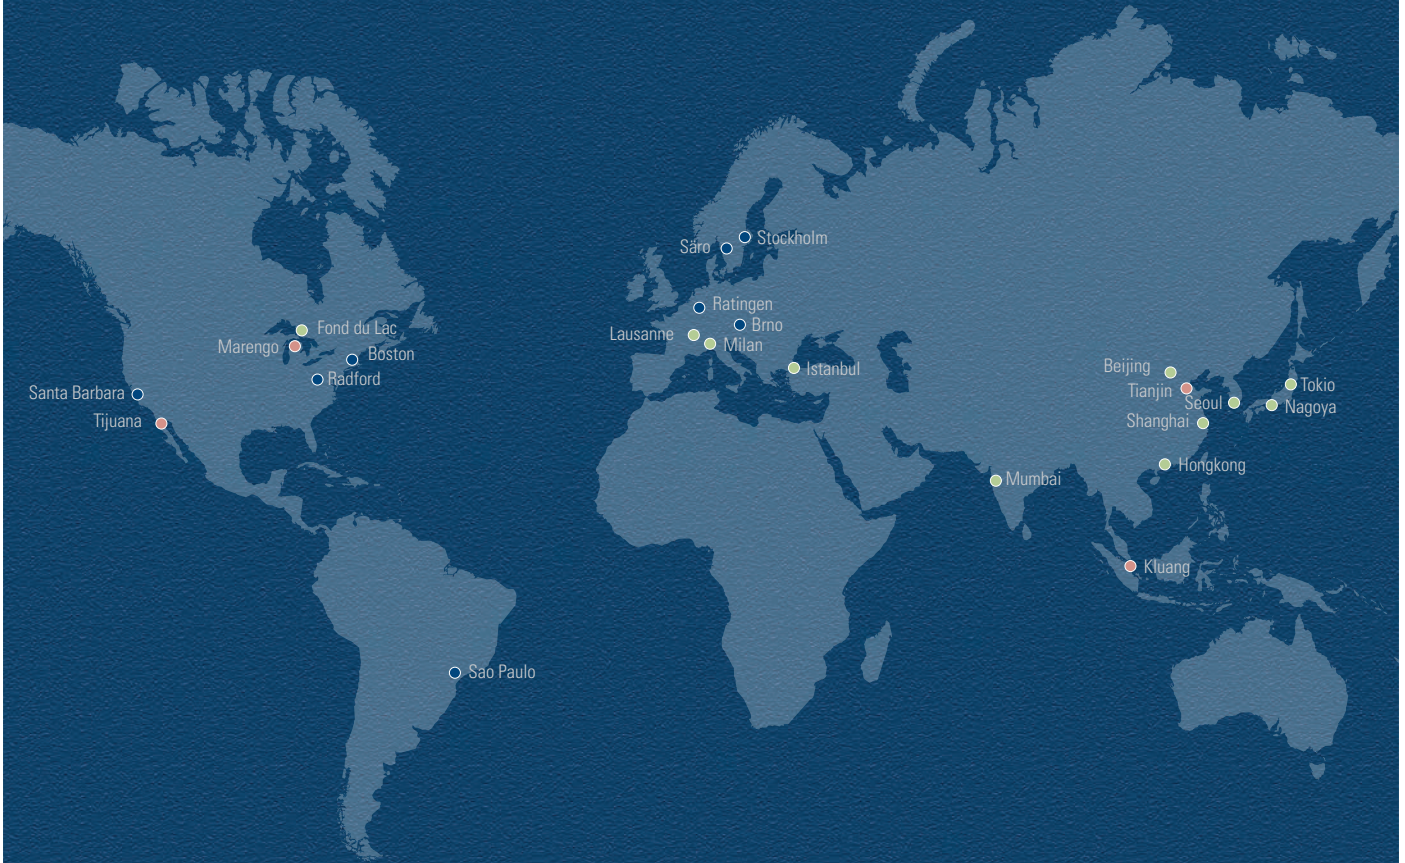 Stockholm
Säro
Ratingen
Brno
Fond du Lac
Lausanne
Milan
Marengo
Boston
Istanbul
Beijing
Radford
Tokio
Tianjin
Santa Barbara
Seoul
Nagoya
Tijuana
Shanghai
Hongkong
Mumbai
Kluang
Sao Paulo